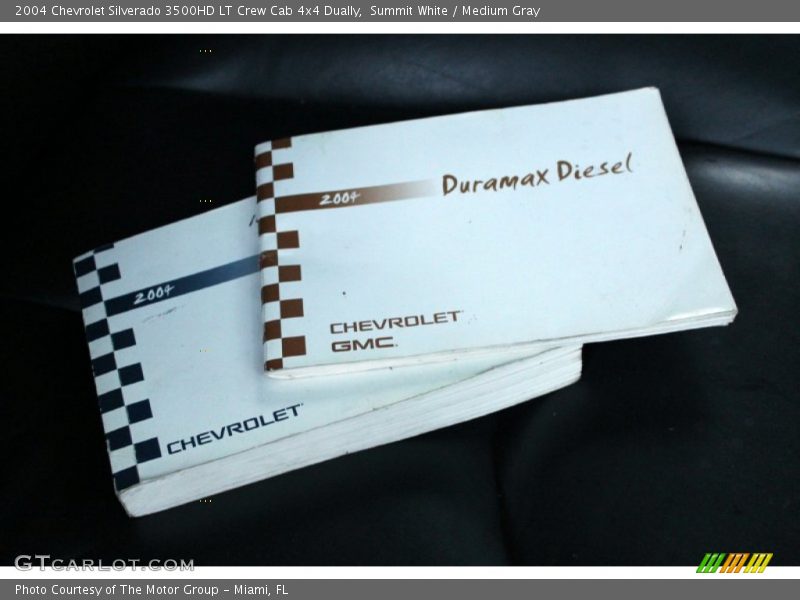 2004 Chevrolet Silverado 3500HD LT Crew Cab 4x4 Dually,  Summit White / Medium Gray
2004 Duramax Diesel
CHEVROLET
GMC
2004
CHEVROLET
GTCARLOT.COM
Photo Courtesy of The Motor Group - Miami, FL